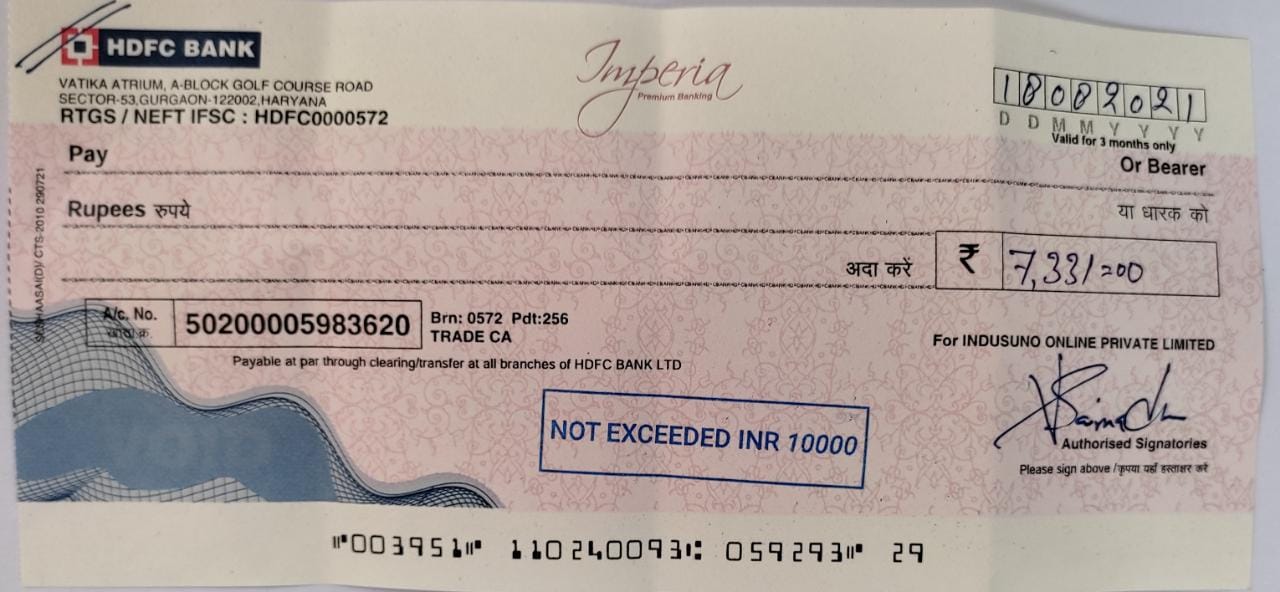 HDFC BANK
VATIKA ATRIUM, A-BLOCK GOLF COURSE ROAD
SECTOR-53,GURGAON-122002,HARYANA
RTGS / NEFT IFSC : HDFC0000572
Imperia
Premium Banking
18082021
D D M M Y Y Y Y
Valid for 3 months only
Pay
Or Bearer
Rupees रुपये
या धारक को
अदा करें
₹ 7,331=00
A/c. No.
खाता क्र.
50200005983620
Brn: 0572 Pdt:256
TRADE CA
Payable at par through clearing/transfer at all branches of HDFC BANK LTD
For INDUSUNO ONLINE PRIVATE LIMITED
NOT EXCEEDED INR 10000
Authorised Signatories
Please sign above /कृपया यहाँ हस्ताक्षर करें
CTS-2010 290721
⑈003951⑈ 110240093⑆ 059293⑈ 29